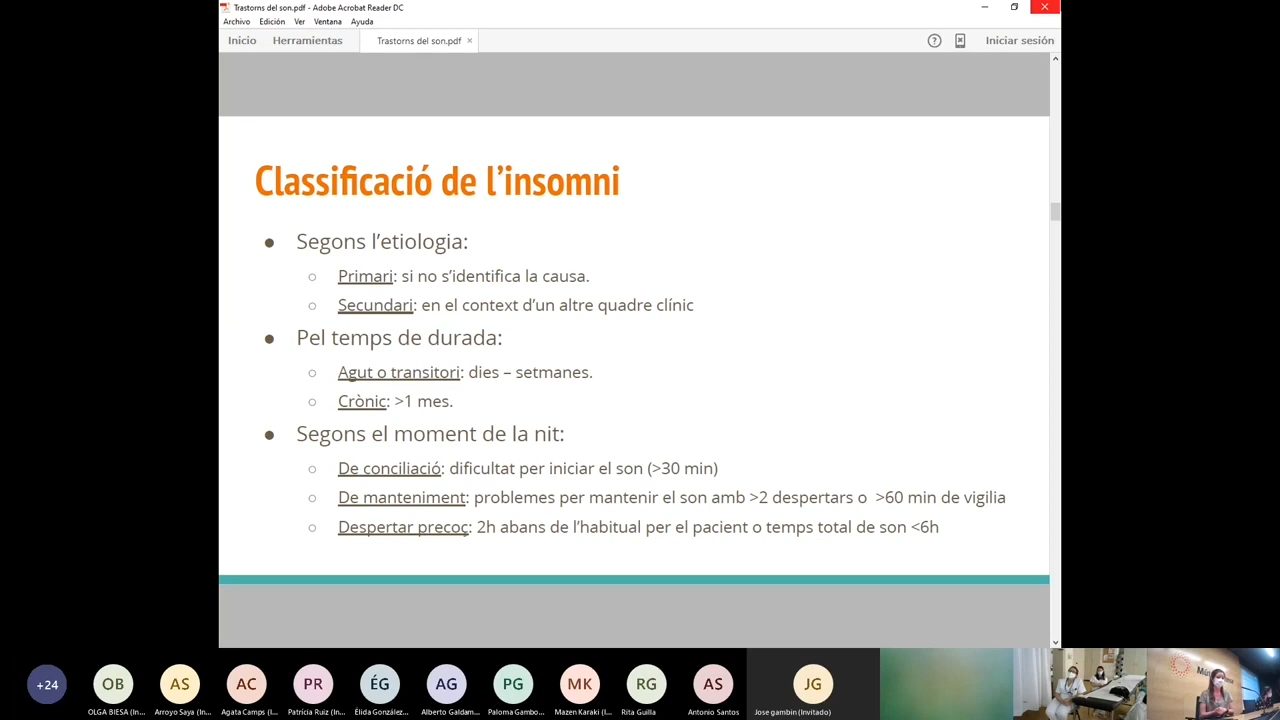 Trastorns del son.pdf - Adobe Acrobat Reader DC
Archivo Edición Ver Ventana Ayuda
Inicio Herramientas Trastorns del son.pdf × ? Iniciar sesión
Classificació de l’insomni
● Segons l’etiologia:
○ Primari: si no s’identifica la causa.
○ Secundari: en el context d’un altre quadre clínic
● Pel temps de durada:
○ Agut o transitori: dies – setmanes.
○ Crònic: >1 mes.
● Segons el moment de la nit:
○ De conciliació: dificultat per iniciar el son (>30 min)
○ De manteniment: problemes per mantenir el son amb >2 despertars o >60 min de vigilia
○ Despertar precoç: 2h abans de l’habitual per el pacient o temps total de son <6h
+24 OB AS AC PR ÉG AG PG MK RG AS JG
OLGA BIESA (In... Arroyo Saya (In... Agata Camps (I... Patrícia Ruiz (In... Élida González... Alberto Galdam... Paloma Gambo... Mazen Karaki (I... Rita Guilla Antonio Santos Jose gambin (Invitado)